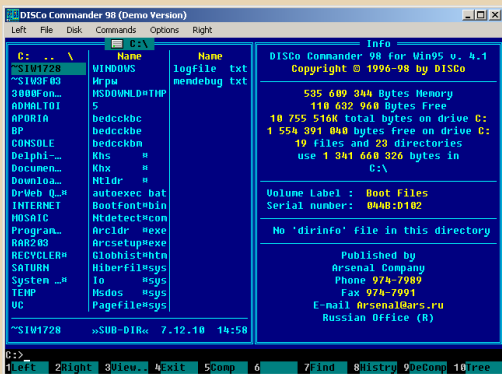 DISCo Commander 98 (Demo Version)
Left File Disk Commands Options Right
C:\
C: .. \ Name Name
~SIW1728 WINDOWS logfile txt
~SIW3F03 Игры mendebug txt
3000Fon… MSDOWNLD¤TMP
ADMALTOI 5
APORIA bedcckbc
BP bedcckbe
CONSOLE bedcckbm
Delphi-… Khs ¤
Documen… Khx ¤
Downloa… Ntldr ¤
DrWeb Q…¤ autoexec bat
INTERNET Bootfont¤bin
MOSAIC Ntdetect¤com
Program… Arcldr ¤exe
RAR203 Arcsetup¤exe
RECYCLER¤ Globhist¤htm
SATURN Hiberfil¤sys
System …¤ Io ¤sys
TEMP Msdos ¤sys
VC Pagefile¤sys
~SIW1728 »SUB-DIR« 7.12.10 14:58
Info
DISCo Commander 98 for Win95 v. 4.1
Copyright © 1996-98 by DISCo
535 609 344 Bytes Memory
110 632 960 Bytes Free
10 755 516K total bytes on drive C:
1 554 391 040 bytes free on drive C:
19 files and 23 directories
use 1 341 660 326 bytes in
C:\
Volume Label : Boot Files
Serial number: 044B:D102
No 'dirinfo' file in this directory
Published by
Arsenal Company
Phone 974-7989
Fax 974-7991
E-mail Arsenal@ars.ru
Russian Office (R)
C:>_
1Left 2Right 3View.. 4Exit 5Comp 6 7Find 8Histry 9DeComp 10Tree